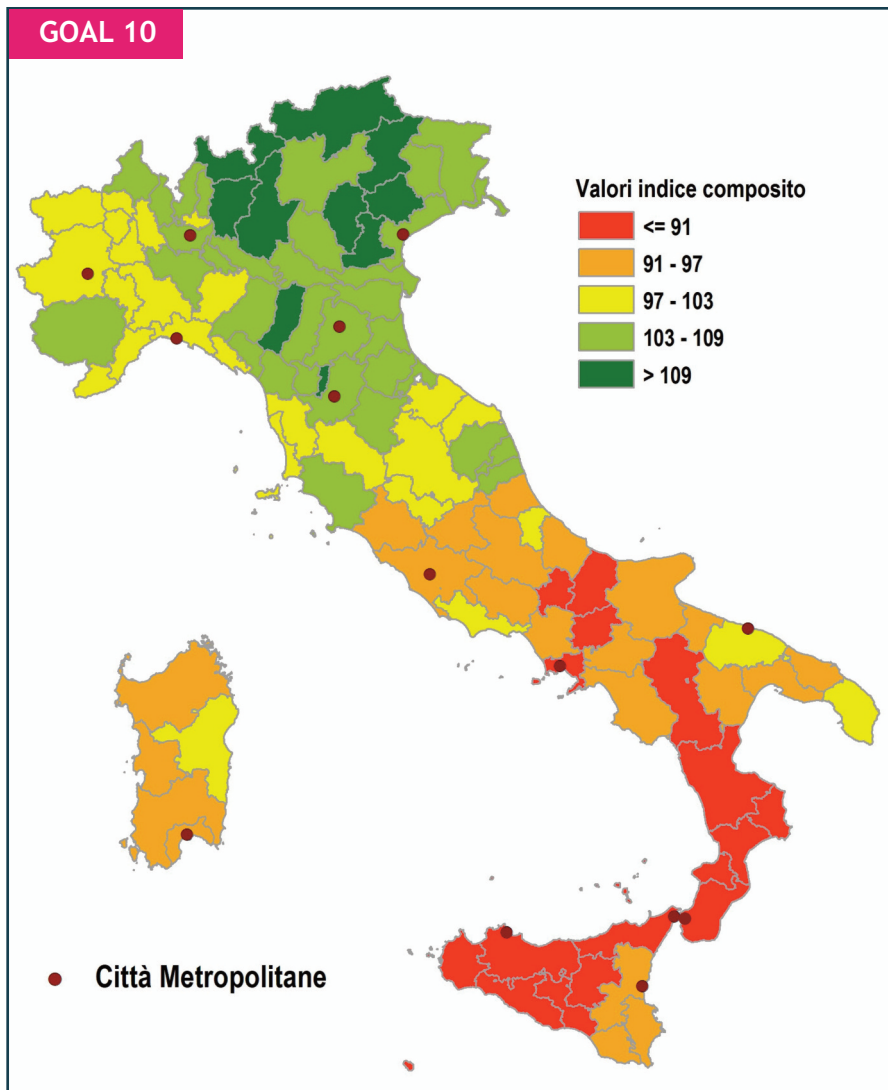 GOAL 10
Valori indice composito
<= 91
91 - 97
97 - 103
103 - 109
> 109
Città Metropolitane